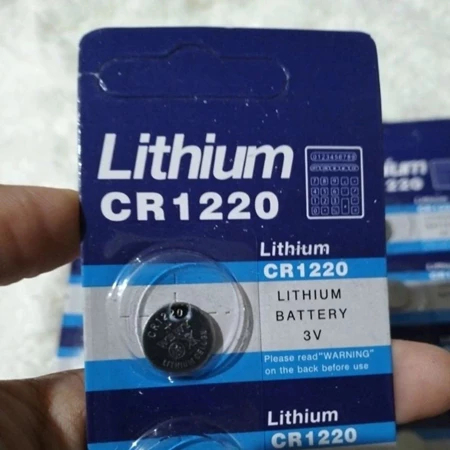 Lithium
CR1220
Lithium
CR1220
LITHIUM
BATTERY
3V
Please read "WARNING"
on the back before use
Lithium
CR1220